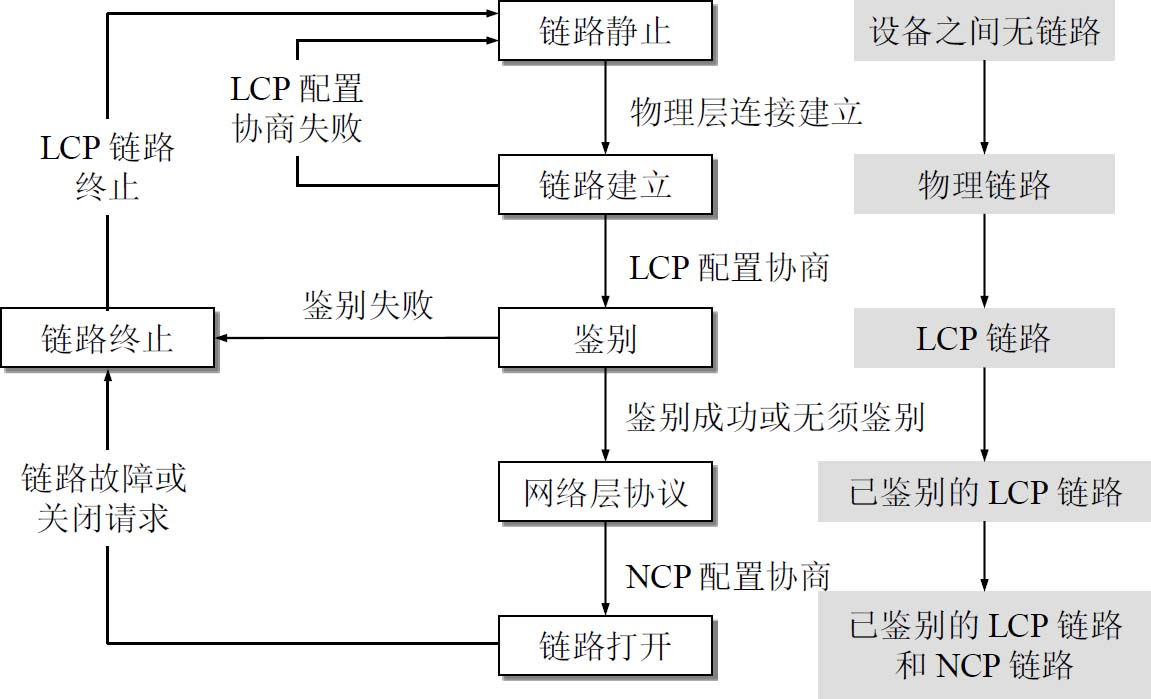 链路静止
设备之间无链路
LCP 配置
协商失败
物理层连接建立
LCP 链路
终止
链路建立
物理链路
LCP 配置协商
鉴别失败
链路终止
鉴别
LCP 链路
鉴别成功或无须鉴别
链路故障或
关闭请求
网络层协议
已鉴别的 LCP 链路
NCP 配置协商
链路打开
已鉴别的 LCP 链路
和 NCP 链路